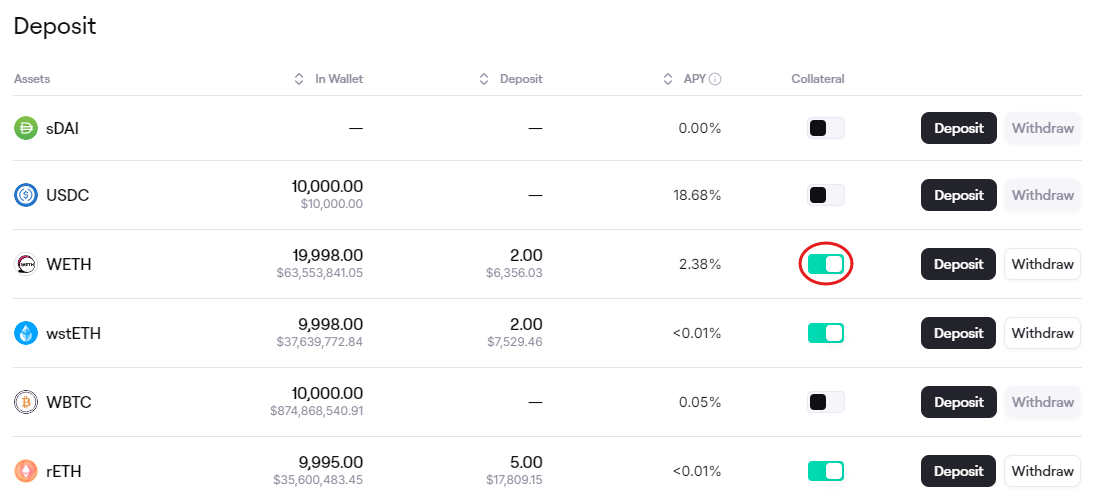 Deposit
Assets In Wallet Deposit APY Collateral
sDAI — — 0.00% Deposit Withdraw
USDC 10,000.00 — 18.68% Deposit Withdraw
$10,000.00
WETH 19,998.00 2.00 2.38% Deposit Withdraw
$63,553,841.05 $6,356.03
wstETH 9,998.00 2.00 <0.01% Deposit Withdraw
$37,639,772.84 $7,529.46
WBTC 10,000.00 — 0.05% Deposit Withdraw
$874,868,540.91
rETH 9,995.00 5.00 <0.01% Deposit Withdraw
$35,600,483.45 $17,809.15